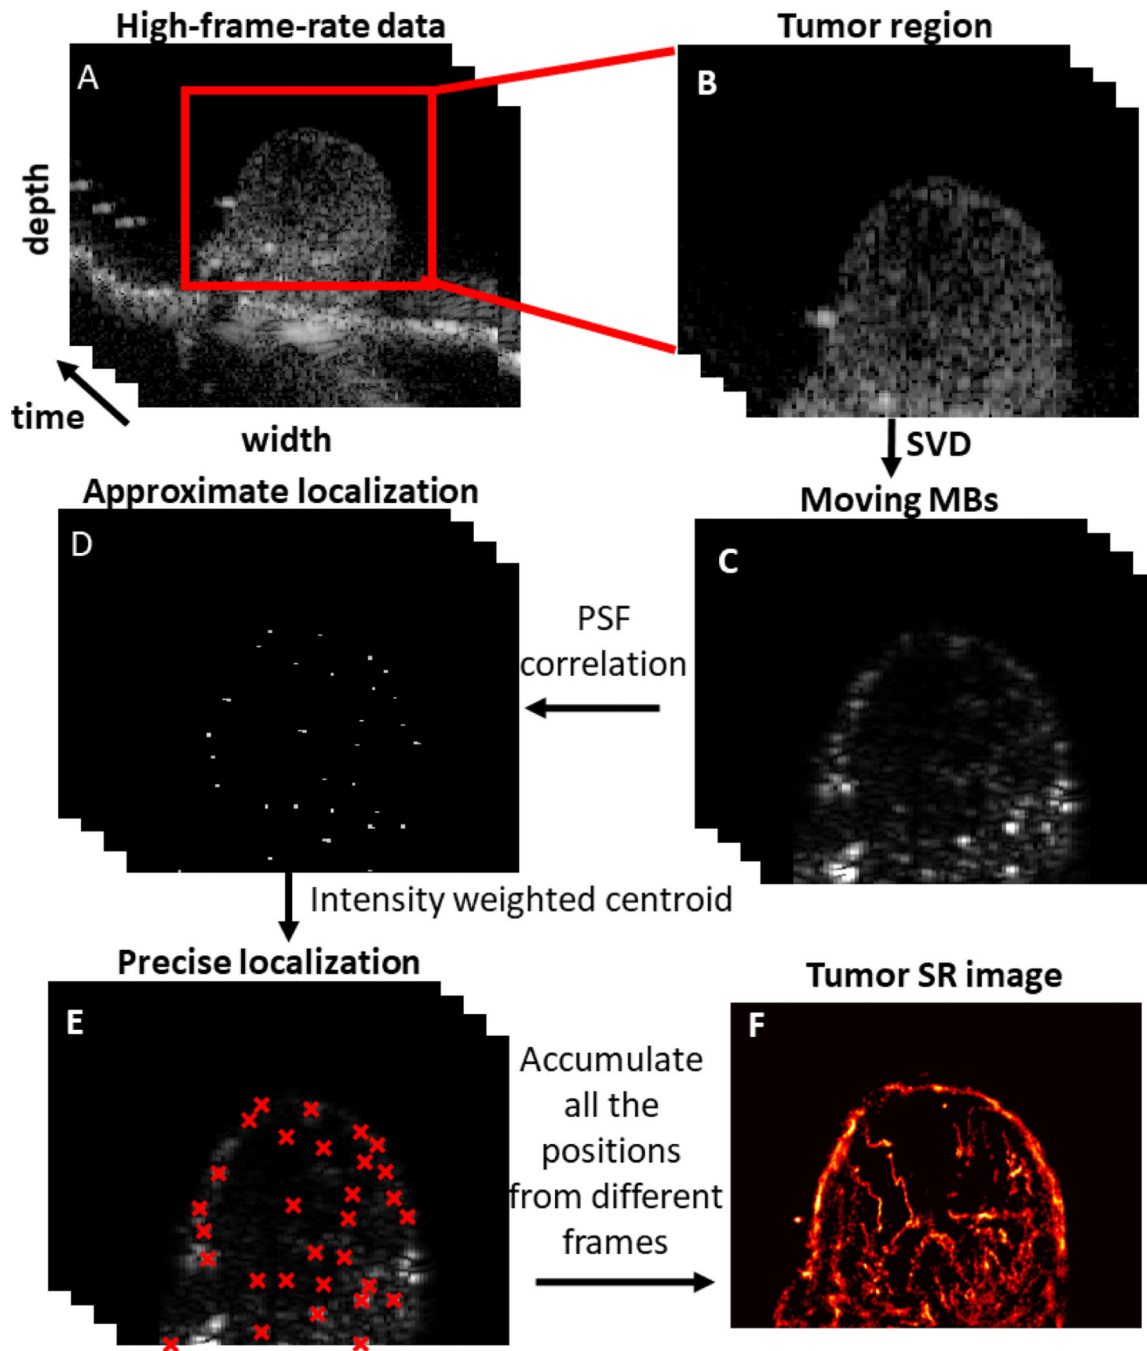 High-frame-rate data
Tumor region
A
B
depth
time
width
SVD
Approximate localization
Moving MBs
D
C
PSF
correlation
Intensity weighted centroid
Precise localization
Tumor SR image
E
F
Accumulate
all the
positions
from different
frames